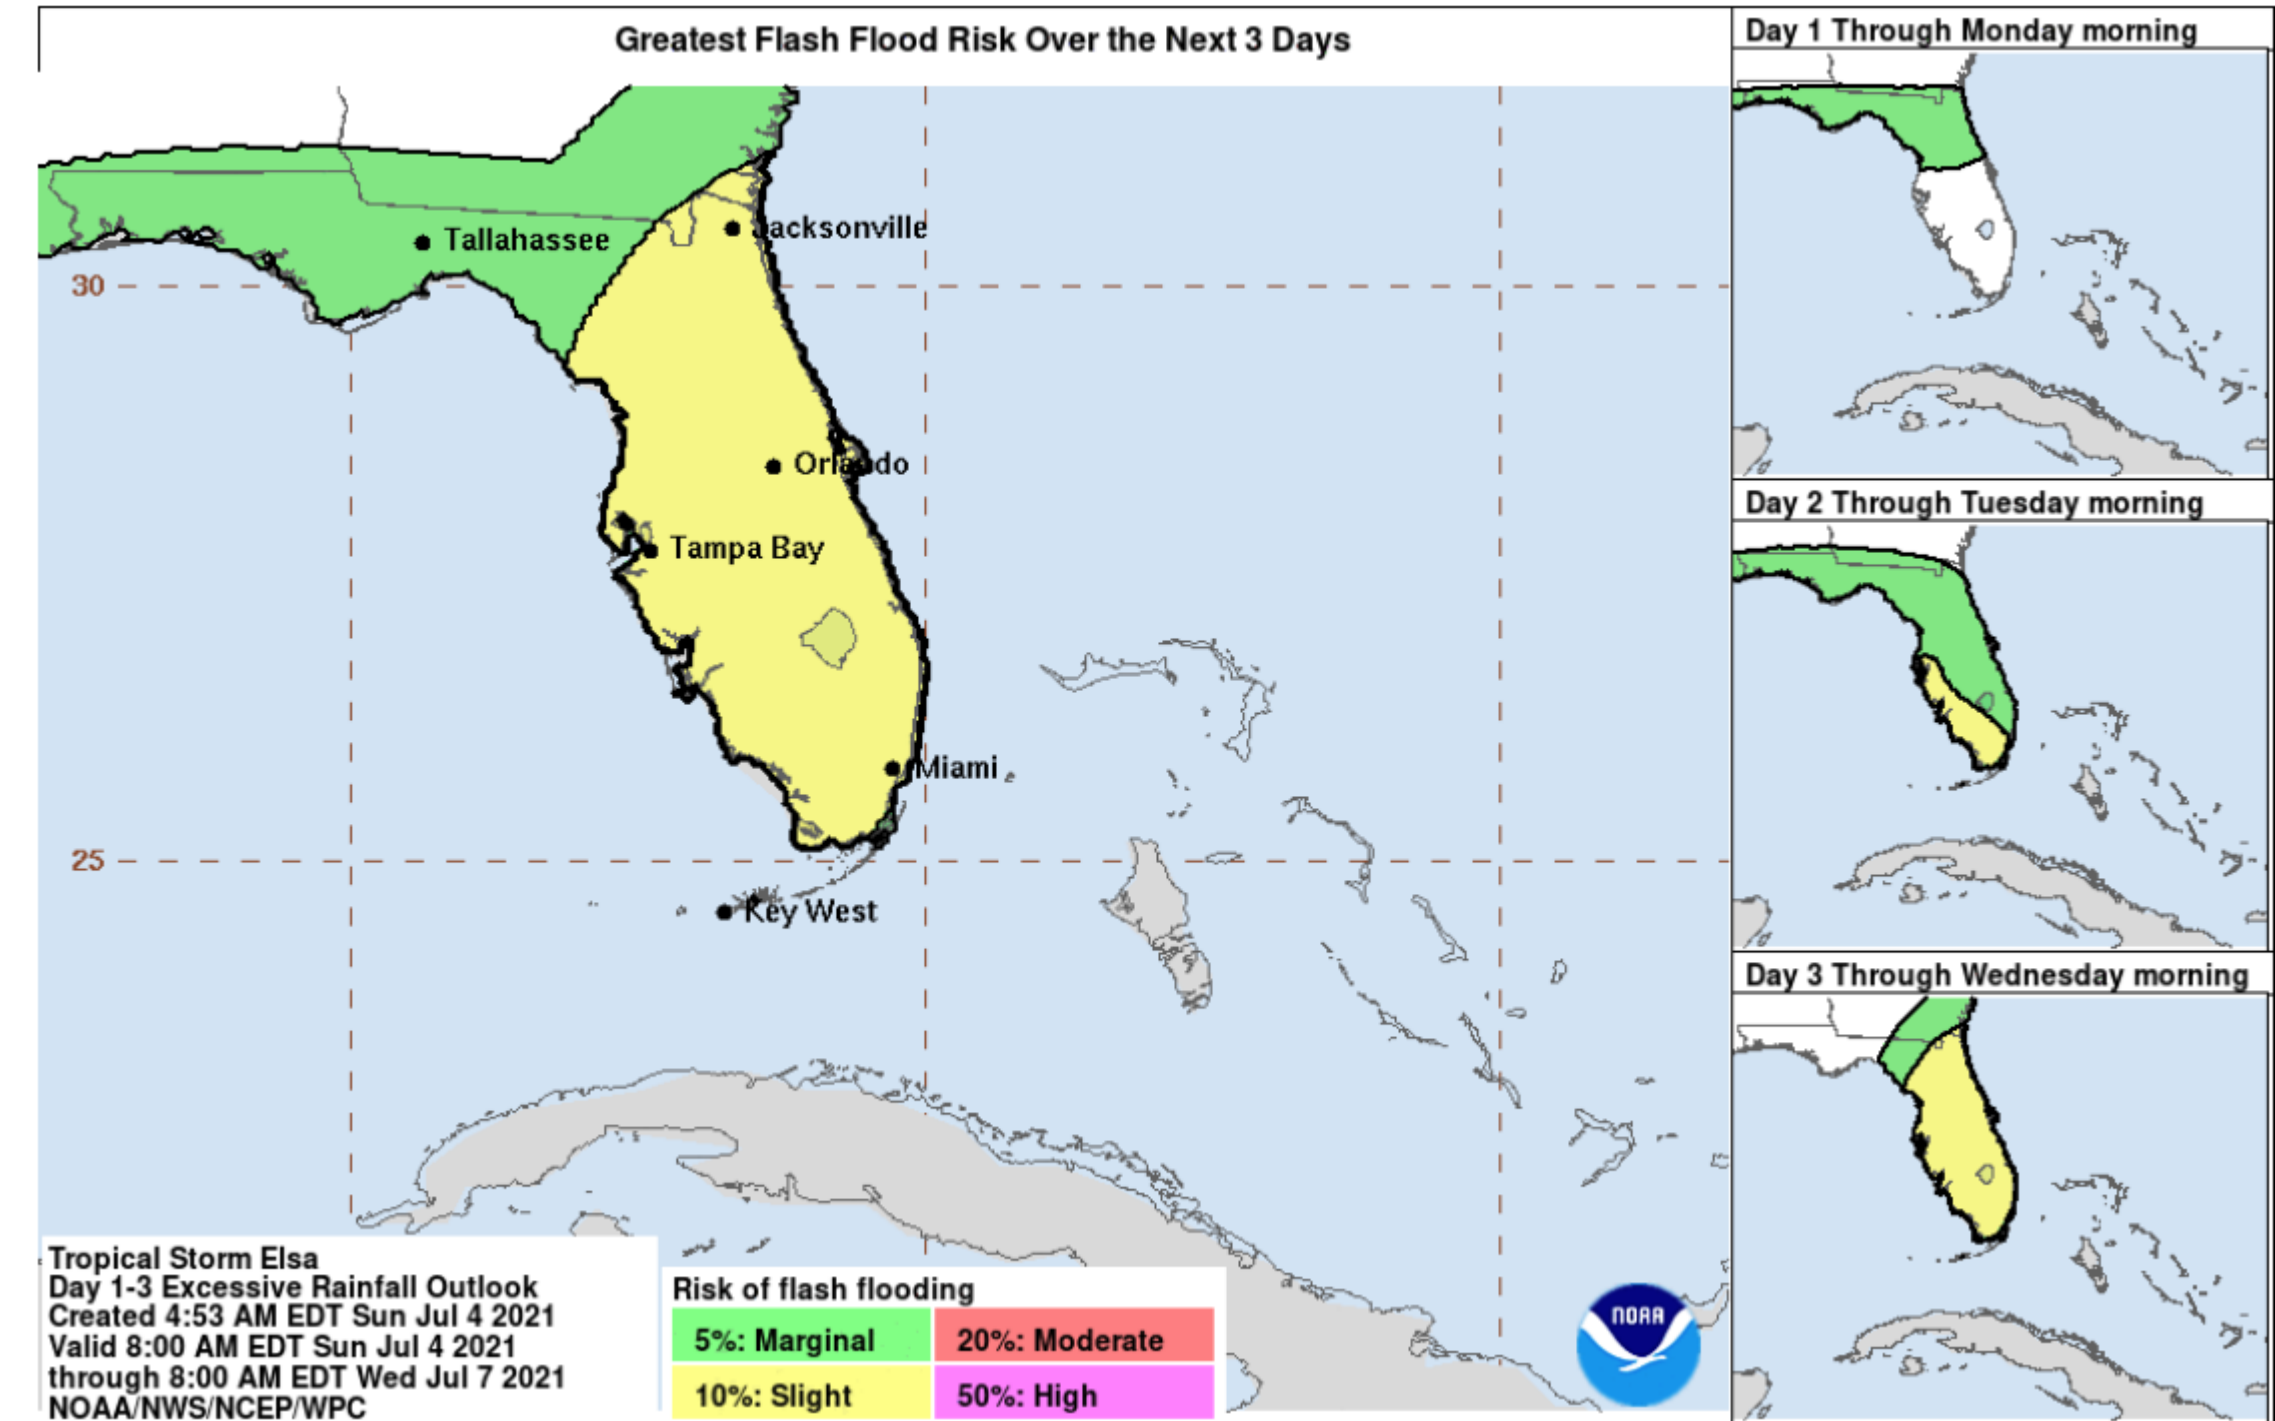 Greatest Flash Flood Risk Over the Next 3 Days
Tallahassee
Jacksonville
30
Orlando
Tampa Bay
Miami
25
Key West
Tropical Storm Elsa
Day 1-3 Excessive Rainfall Outlook
Created 4:53 AM EDT Sun Jul 4 2021
Valid 8:00 AM EDT Sun Jul 4 2021
through 8:00 AM EDT Wed Jul 7 2021
NOAA/NWS/NCEP/WPC
Risk of flash flooding
5%: Marginal
20%: Moderate
10%: Slight
50%: High
NOAA
Day 1 Through Monday morning
Day 2 Through Tuesday morning
Day 3 Through Wednesday morning